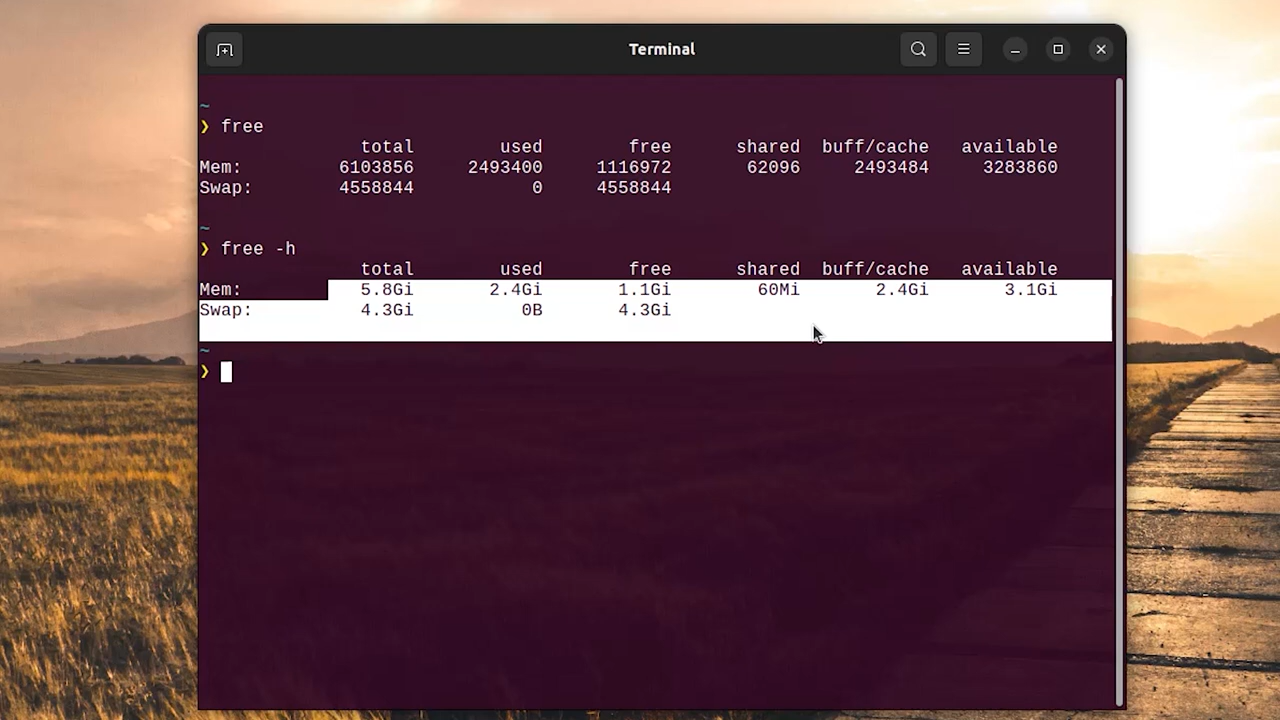 Terminal
~
❯ free
total used free shared buff/cache available
Mem: 6103856 2493400 1116972 62096 2493484 3283860
Swap: 4558844 0 4558844
~
❯ free -h
total used free shared buff/cache available
Mem: 5.8Gi 2.4Gi 1.1Gi 60Mi 2.4Gi 3.1Gi
Swap: 4.3Gi 0B 4.3Gi
~
❯